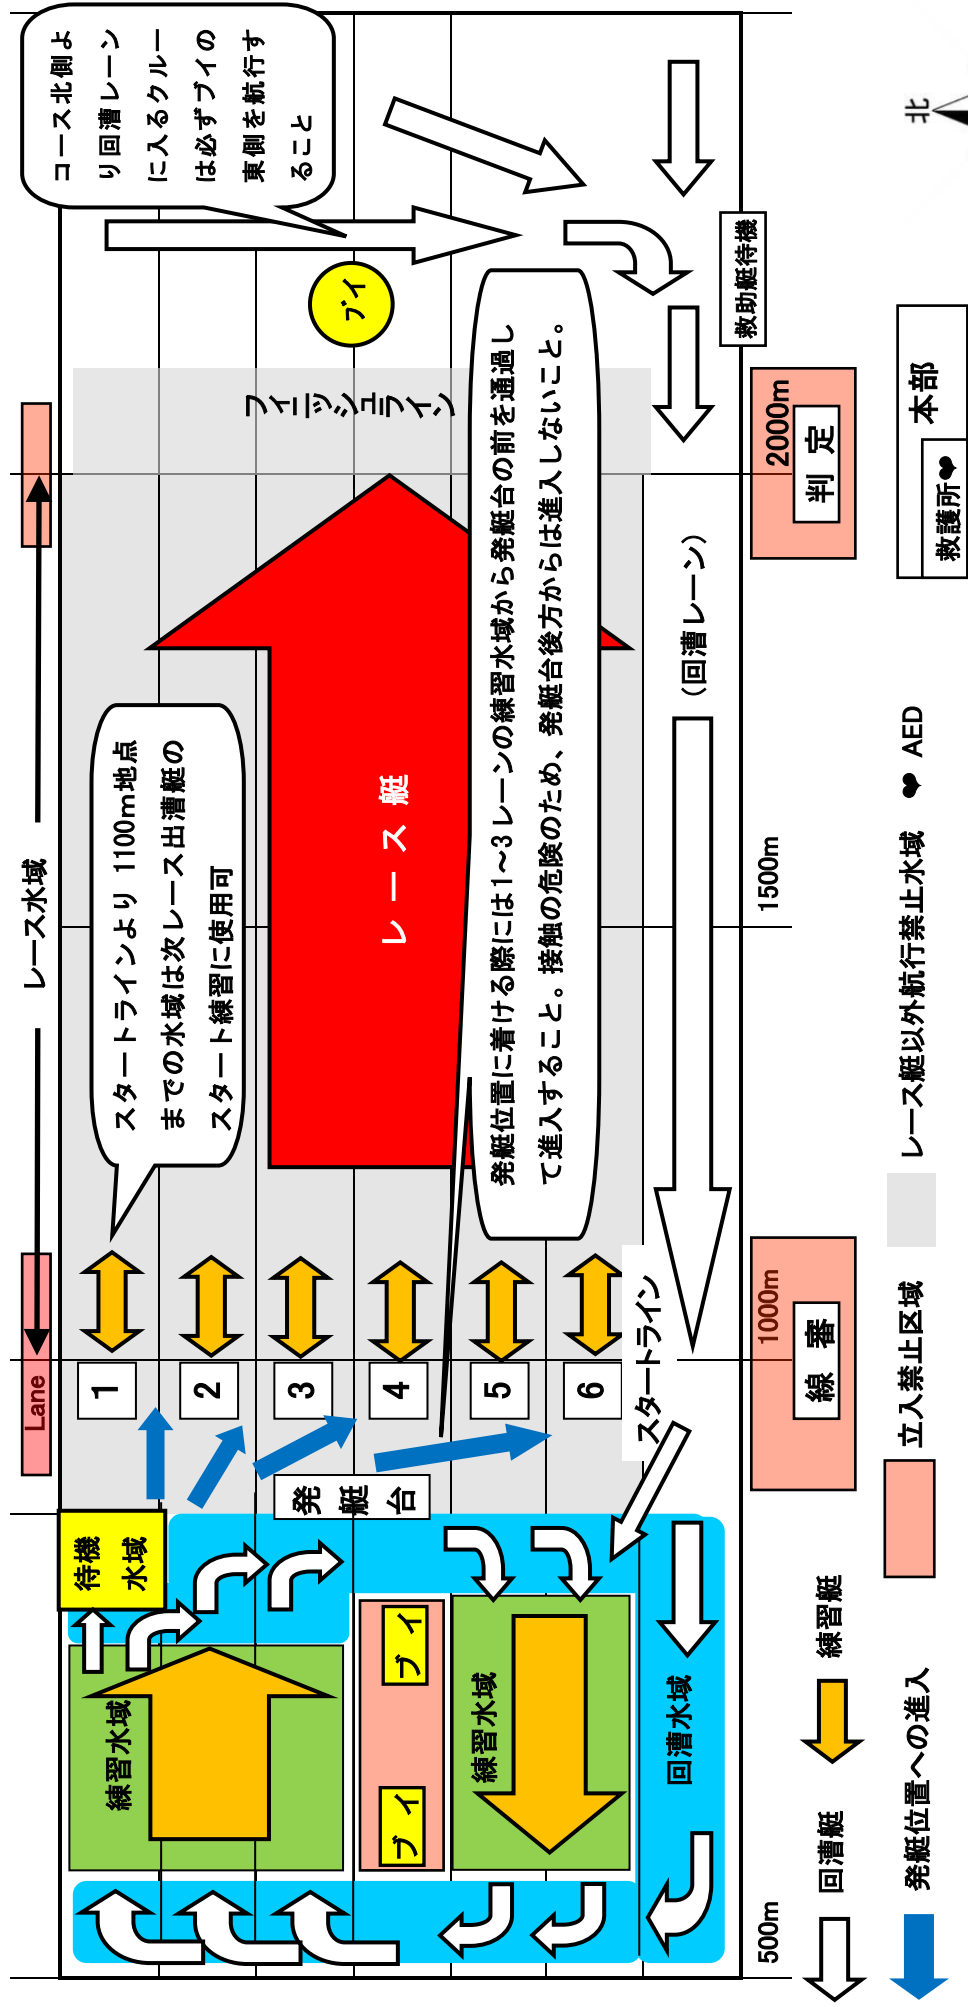 コース北側よ
り回漕レーン
に入るクルー
は必ずブイの
東側を航行す
ること
北
レース水域
Lane
スタートラインより 1100m地点
までの水域は次レース出漕艇の
スタート練習に使用可
ブイ
フィニッシュライン
レース艇
発艇位置に着ける際には1~3レーンの練習水域から発艇台の前を通過し
て進入すること。接触の危険のため、発艇台後方からは進入しないこと。
1
2
3
4
5
6
待機
水域
発
艇
台
練習水域
ブイ
ブイ
練習水域
回漕水域
スタートライン
(回漕レーン)
救助艇待機
500m
1000m
線審
1500m
2000m
判定
本部
救護所❤
回漕艇
練習艇
発艇位置への進入
立入禁止区域
レース艇以外航行禁止水域
❤ AED